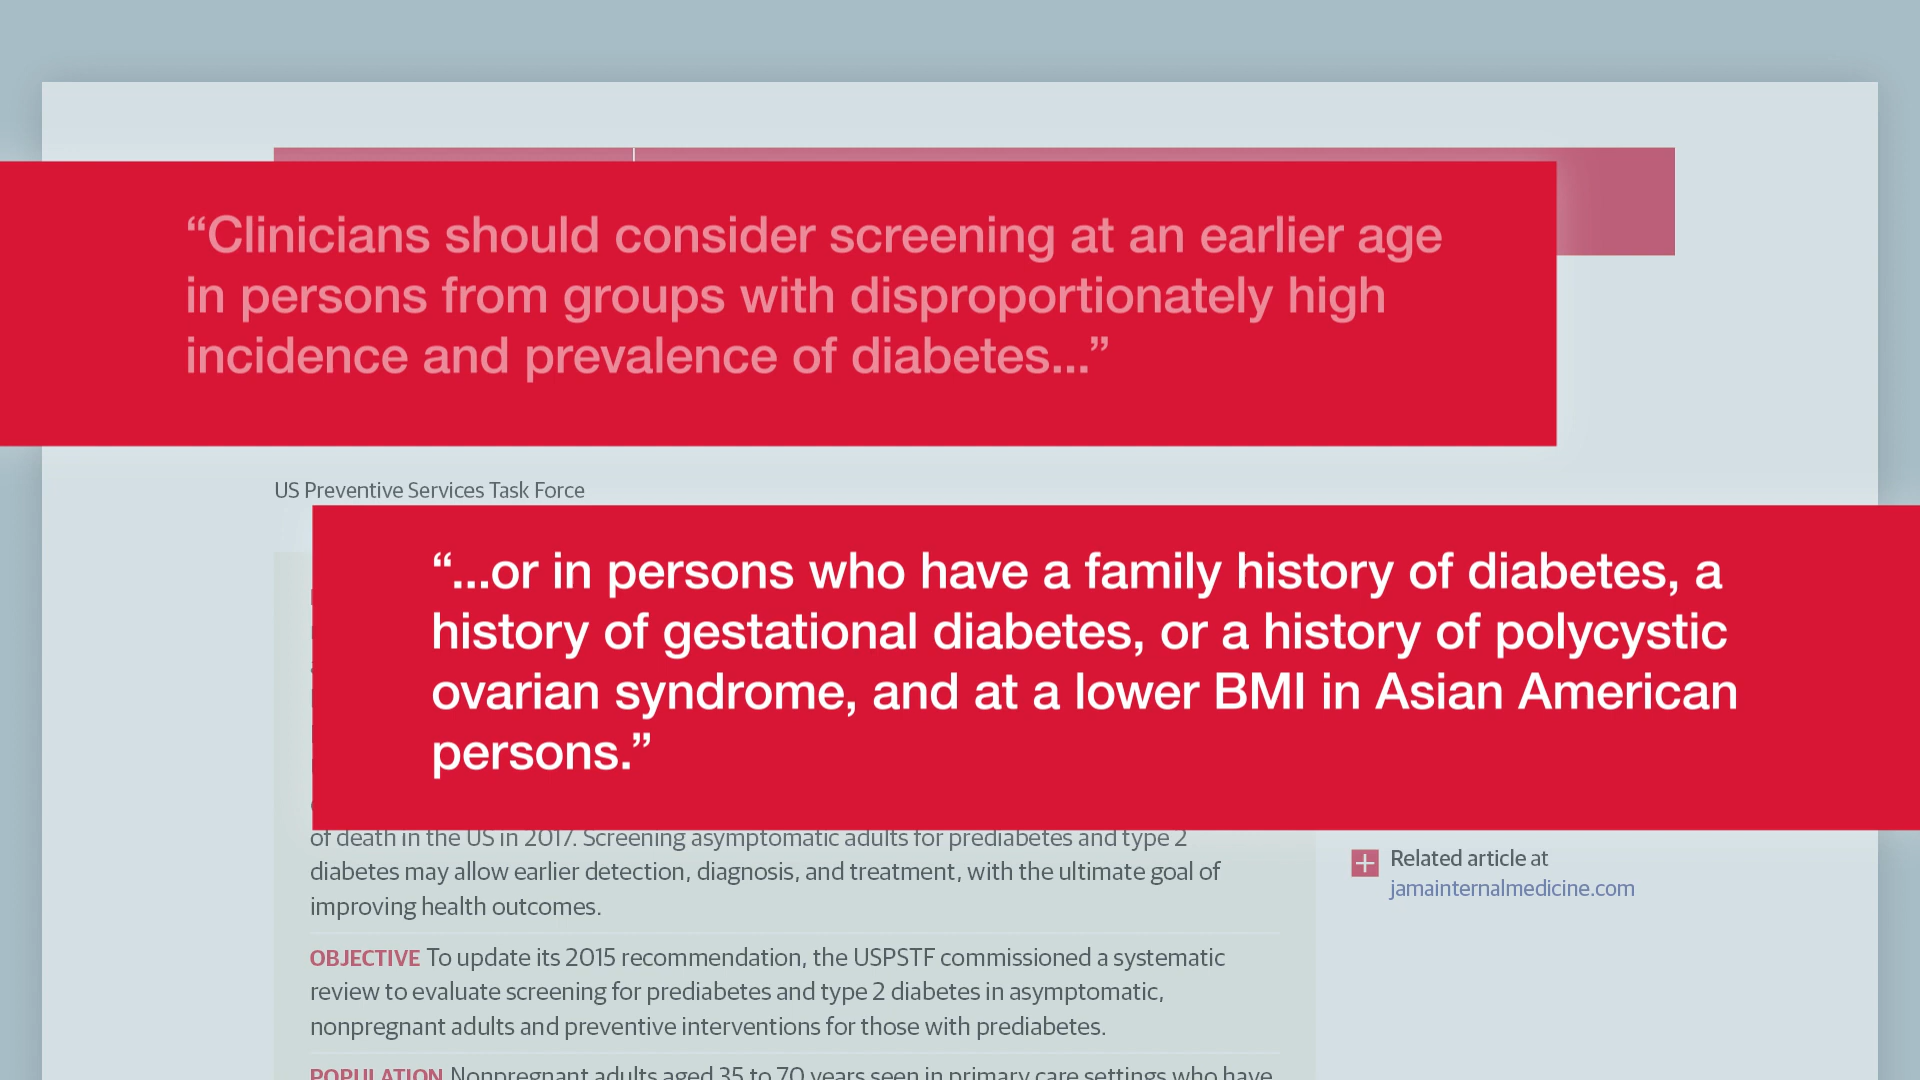 “Clinicians should consider screening at an earlier age
in persons from groups with disproportionately high
incidence and prevalence of diabetes...”
US Preventive Services Task Force
“...or in persons who have a family history of diabetes, a
history of gestational diabetes, or a history of polycystic
ovarian syndrome, and at a lower BMI in Asian American
persons.”
of death in the US in 2017. Screening asymptomatic adults for prediabetes and type 2
diabetes may allow earlier detection, diagnosis, and treatment, with the ultimate goal of
improving health outcomes.
OBJECTIVE To update its 2015 recommendation, the USPSTF commissioned a systematic
review to evaluate screening for prediabetes and type 2 diabetes in asymptomatic,
nonpregnant adults and preventive interventions for those with prediabetes.
POPULATION Nonpregnant adults aged 35 to 70 years seen in primary care settings who have
Related article at
jamainternalmedicine.com